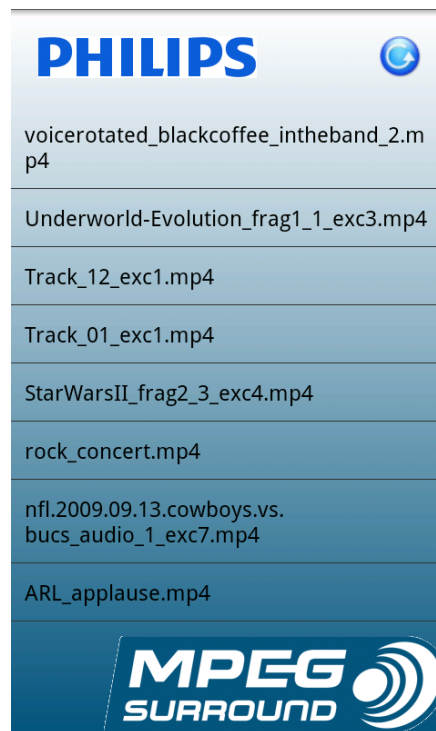 PHILIPS
voicerotated_blackcoffee_intheband_2.m
p4
Underworld-Evolution_frag1_1_exc3.mp4
Track_12_exc1.mp4
Track_01_exc1.mp4
StarWarsII_frag2_3_exc4.mp4
rock_concert.mp4
nfl.2009.09.13.cowboys.vs.
bucs_audio_1_exc7.mp4
ARL_applause.mp4
MPEG
SURROUND